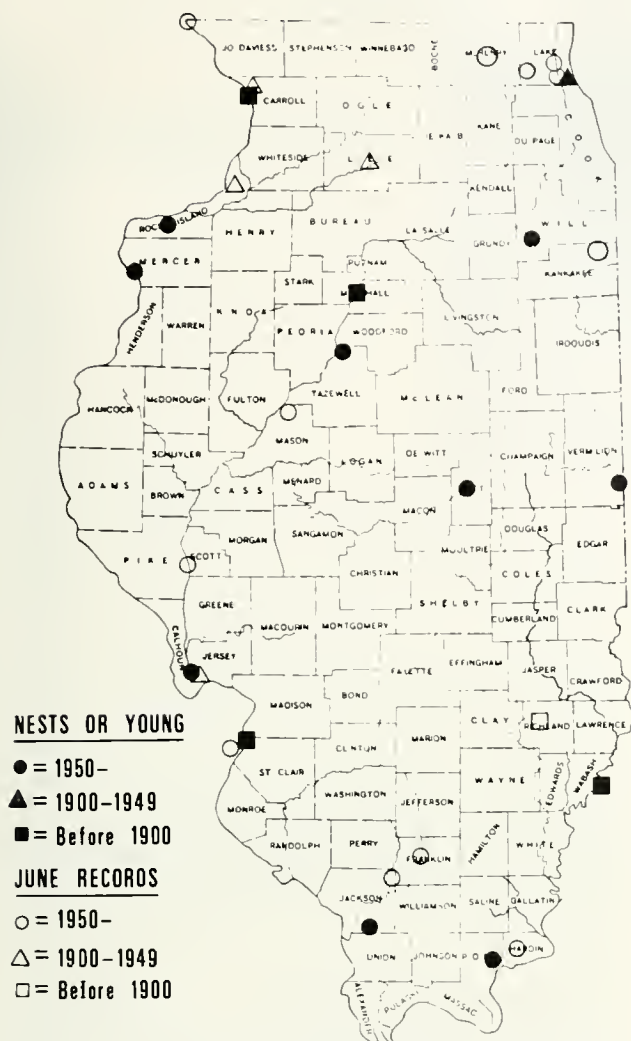 JO DAVIESS STEPHENSON WINNEBAGO BOONE McHENRY LAKE
CARROLL OGLE DE KAB KANE
DU PAGE
WHITESIDE LEE
KENDALL
ROCK ISLAND HENRY BUREAU LA SALLE GRUNDY WILL
MERCER PUTNAM KANKAKEE
STARK
HENDERSON WARREN KNOX PEORIA WOODFORD LIVINGSTON IROQUOIS
HANCOCK McDONOUGH FULTON TAZEWELL McLEAN FORD
MASON
SCHUYLER LOGAN DE WITT CHAMPAIGN VERMILION
ADAMS BROWN CASS MENARD
MACON
MORGAN SANGAMON DOUGLAS
PIKE SCOTT MOULTRIE EDGAR
CHRISTIAN COLES
GREENE SHELBY
MACOUPIN MONTGOMERY CUMBERLAND CLARK
CALHOUN JERSEY FAYETTE EFFINGHAM JASPER
CRAWFORD
MADISON BOND
CLAY RICHLAND LAWRENCE
MARION
CLINTON
ST CLAIR WAYNE EDWARDS WABASH
WASHINGTON JEFFERSON
MONROE
RANDOLPH PERRY HAMILTON WHITE
FRANKLIN
JACKSON WILLIAMSON SALINE GALLATIN
UNION JOHNSON POPE HARDIN
ALEXANDER PULASKI MASSAC
NESTS OR YOUNG
● = 1950-
▲ = 1900-1949
■ = Before 1900
JUNE RECORDS
○ = 1950-
△ = 1900-1949
□ = Before 1900